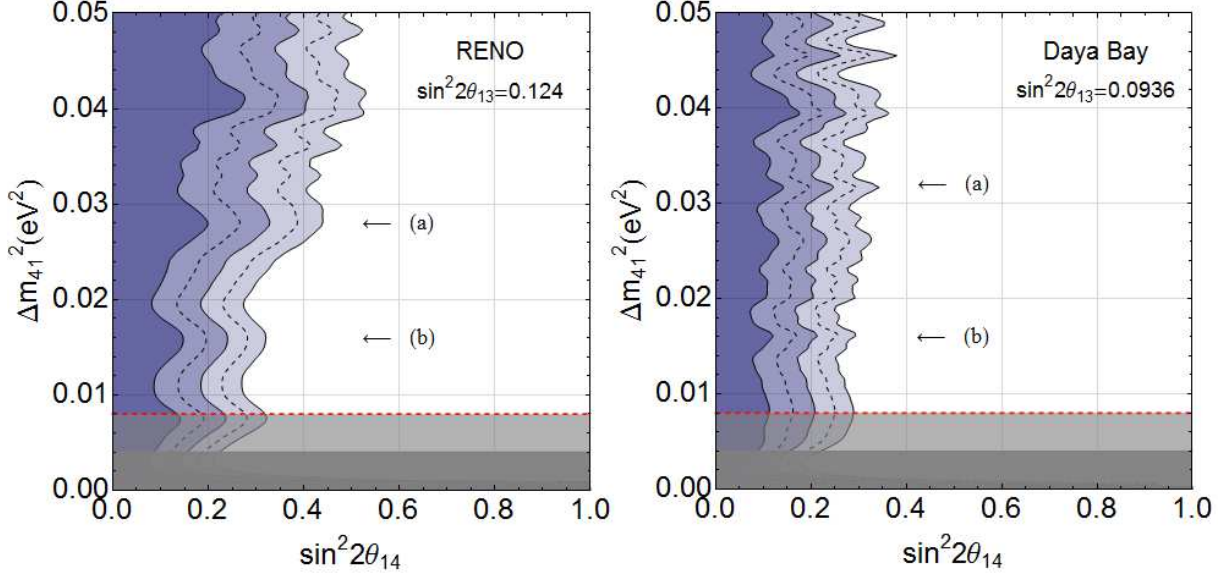 RENO
sin²2θ₁₃=0.124
(a)
(b)
0.05
0.04
0.03
0.02
0.01
0.00
Δm₄₁²(eV²)
0.0 0.2 0.4 0.6 0.8 1.0
sin²2θ₁₄
Daya Bay
sin²2θ₁₃=0.0936
(a)
(b)
0.05
0.04
0.03
0.02
0.01
0.00
Δm₄₁²(eV²)
0.0 0.2 0.4 0.6 0.8 1.0
sin²2θ₁₄